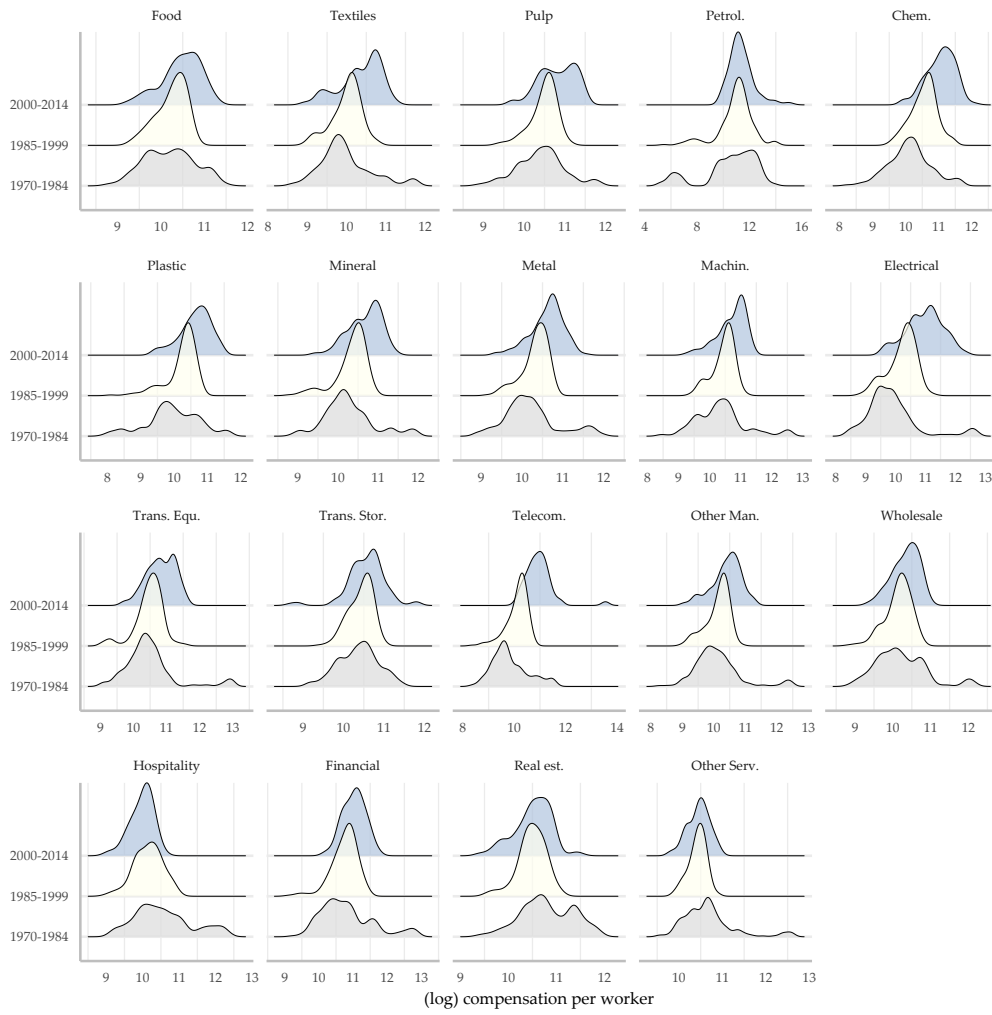 Food Textiles Pulp Petrol. Chem.
2000-2014
1985-1999
1970-1984
9 10 11 12 8 9 10 11 12 8 9 10 11 12 4 8 12 16 8 9 10 11 12
Plastic Mineral Metal Machin. Electrical
2000-2014
1985-1999
1970-1984
8 9 10 11 12 9 10 11 12 9 10 11 12 8 9 10 11 12 13 8 9 10 11 12 13
Trans. Equ. Trans. Stor. Telecom. Other Man. Wholesale
2000-2014
1985-1999
1970-1984
9 10 11 12 13 9 10 11 12 8 10 12 14 8 9 10 11 12 13 9 10 11 12
Hospitality Financial Real est. Other Serv.
2000-2014
1985-1999
1970-1984
9 10 11 12 13 9 10 11 12 13 9 10 11 12 10 11 12 13
(log) compensation per worker